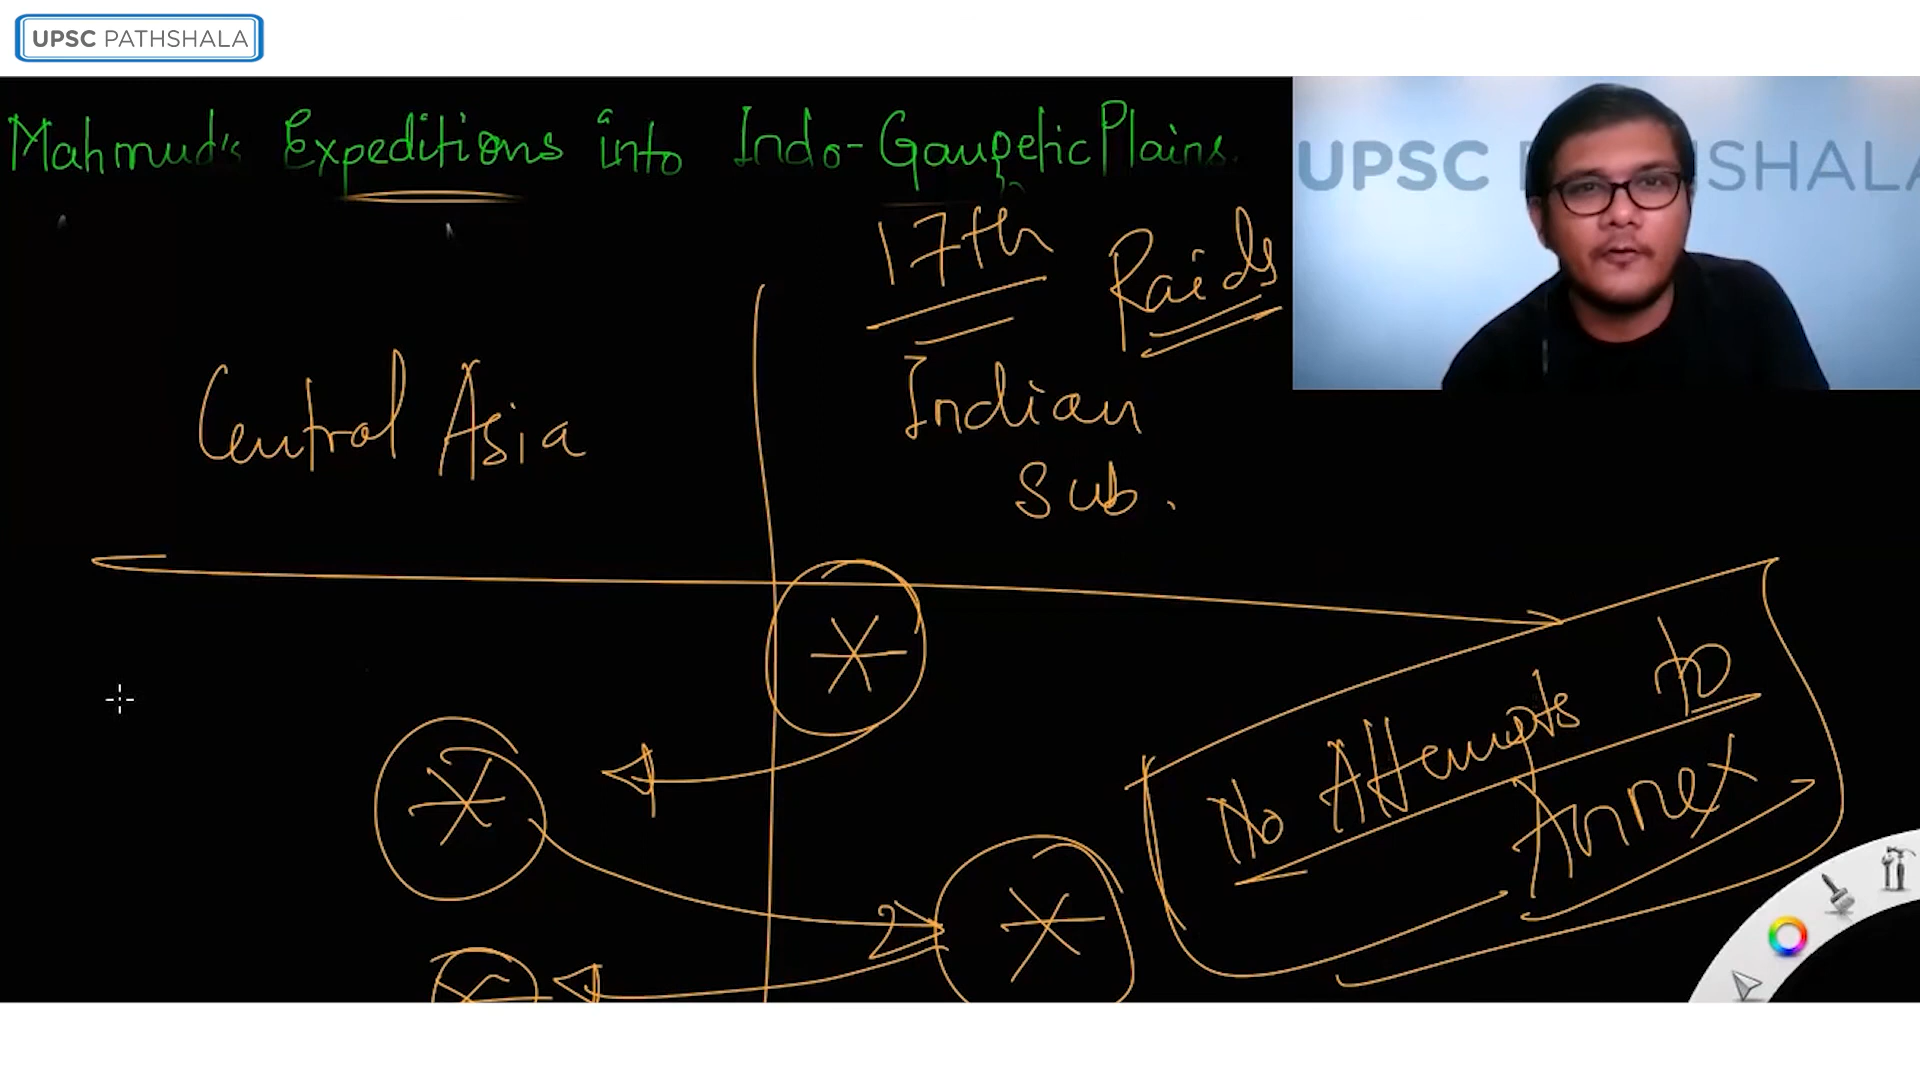 UPSC PATHSHALA
Mahmud's Expeditions into Indo-Gangetic Plains.
UPSC PATHSHALA
17th Raids
Indian
Sub.
Central Asia
No Attempts to
Annex